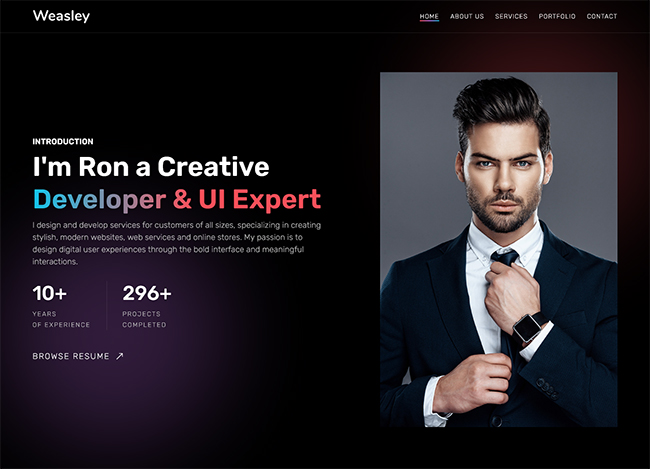 Weasley
HOME ABOUT US SERVICES PORTFOLIO CONTACT
INTRODUCTION
I'm Ron a Creative
Developer & UI Expert
I design and develop services for customers of all sizes, specializing in creating
stylish, modern websites, web services and online stores. My passion is to
design digital user experiences through the bold interface and meaningful
interactions.
10+
YEARS
OF EXPERIENCE
296+
PROJECTS
COMPLETED
BROWSE RESUME